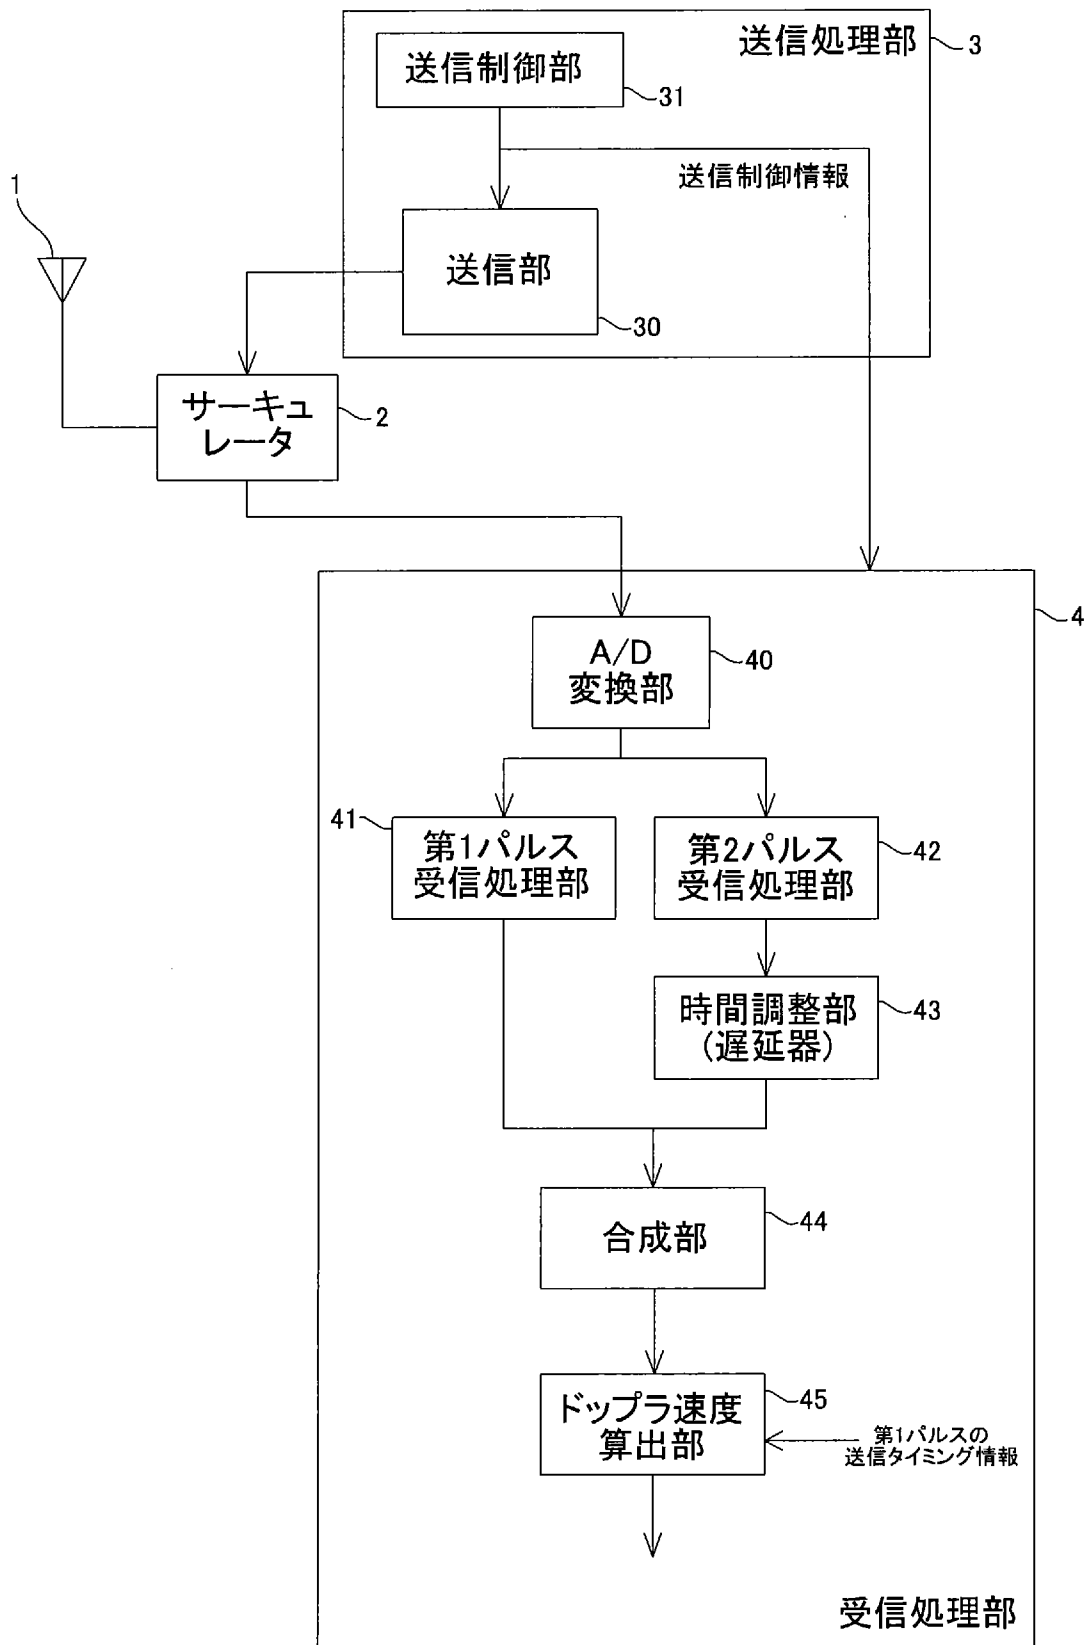 送信処理部
3
送信制御部
31
送信制御情報
1
送信部
30
サーキュ
レータ
2
4
A/D
変換部
40
41
第1パルス
受信処理部
第2パルス
受信処理部
42
時間調整部
(遅延器)
43
合成部
44
ドップラ速度
算出部
45
第1パルスの
送信タイミング情報
受信処理部